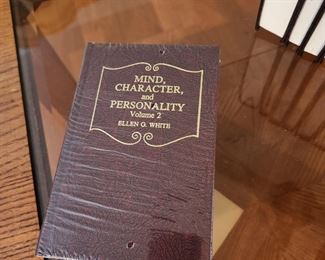 MIND,
CHARACTER,
and
PERSONALITY
Volume 2
ELLEN G. WHITE